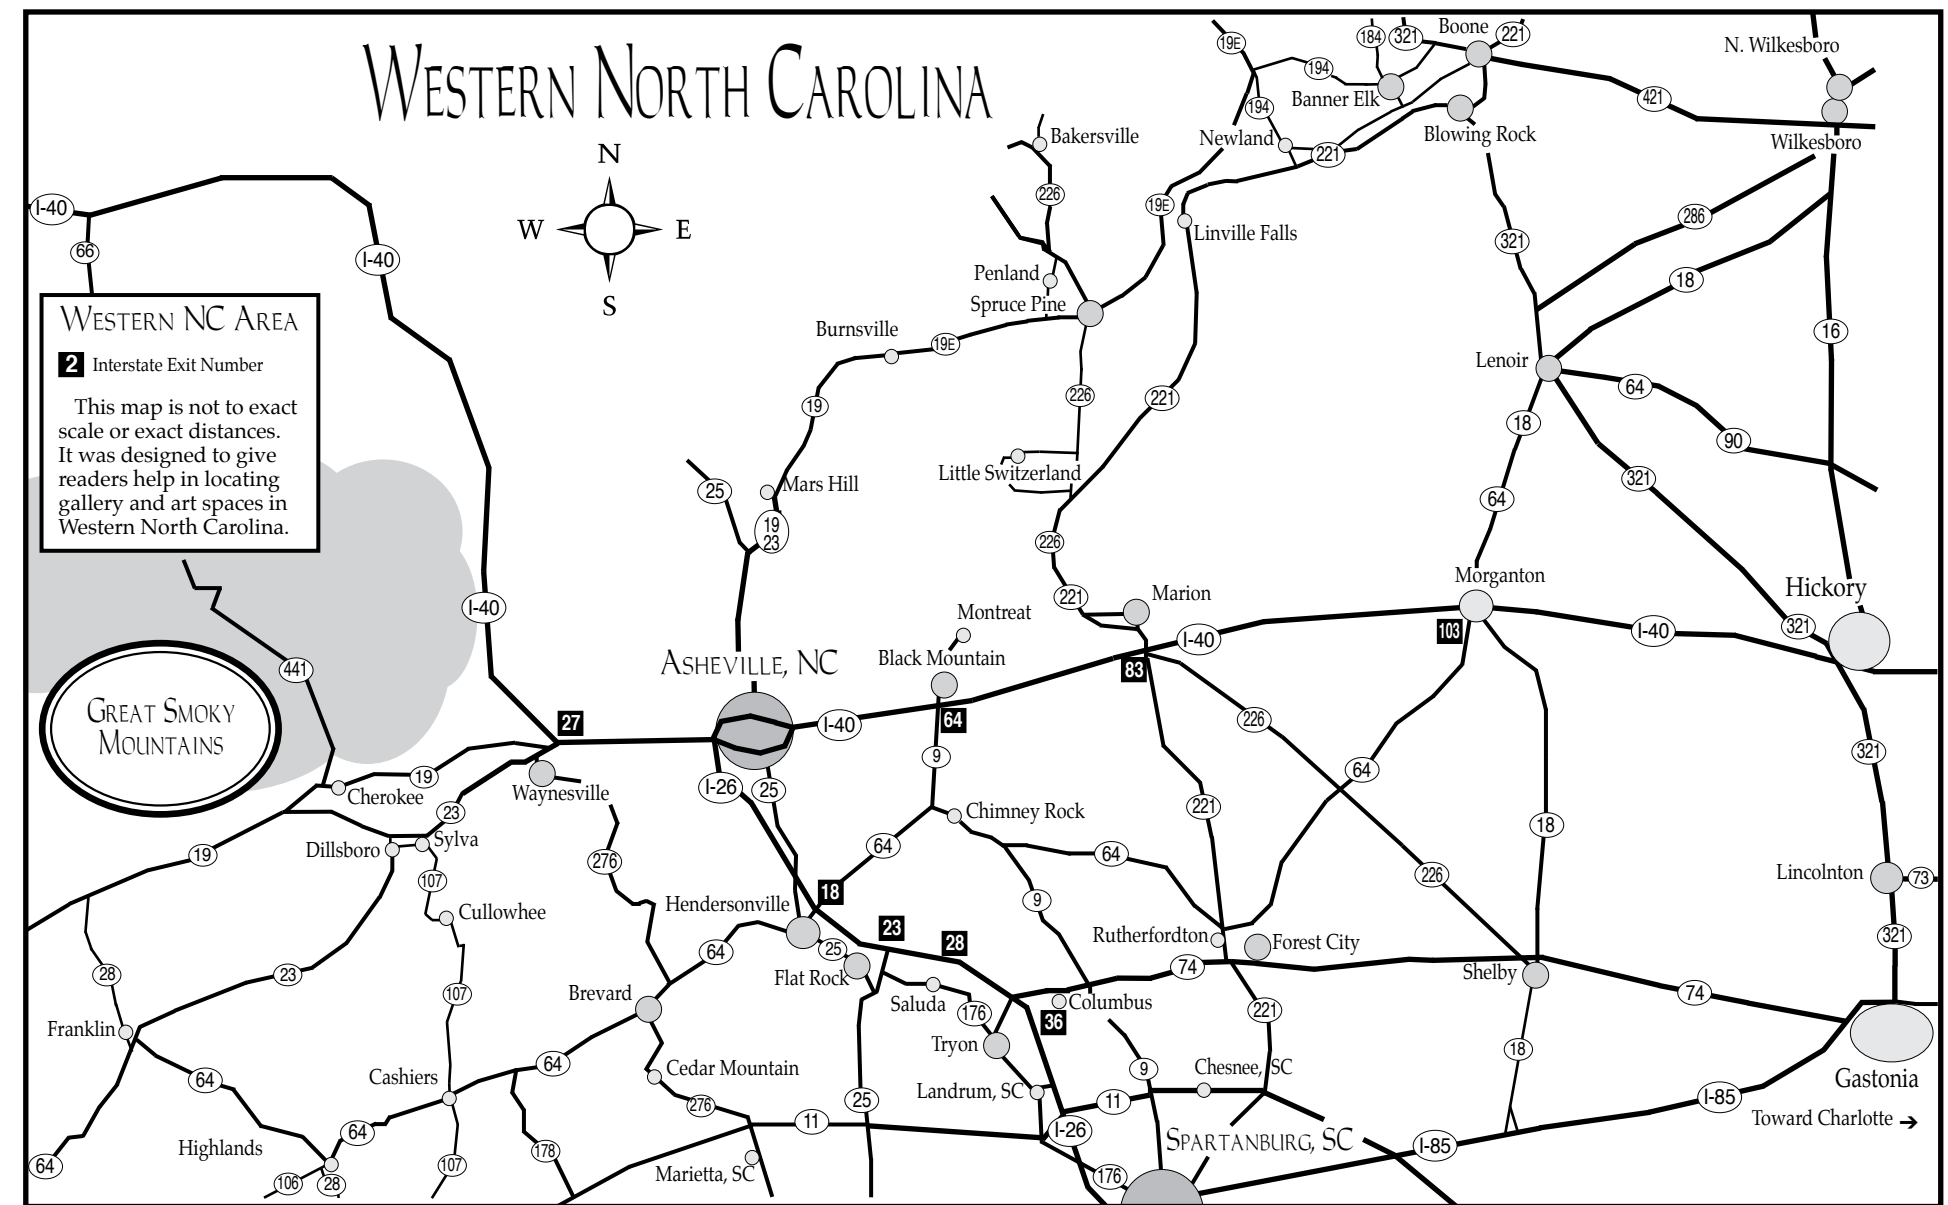 WESTERN NORTH CAROLINA
N
W
E
S
WESTERN NC AREA
2 Interstate Exit Number
This map is not to exact
scale or exact distances.
It was designed to give
readers help in locating
gallery and art spaces in
Western North Carolina.
GREAT SMOKY
MOUNTAINS
I-40
66
I-40
I-40
441
19E
194
184
321
Boone
221
N. Wilkesboro
Banner Elk
194
421
Newland
221
Blowing Rock
Wilkesboro
Bakersville
226
19E
Linville Falls
321
286
18
16
Penland
Spruce Pine
Burnsville
19E
19
226
221
Lenoir
64
18
90
321
64
Little Switzerland
Mars Hill
25
19
23
226
221
Marion
Morganton
Hickory
103
I-40
I-40
321
Montreat
Black Mountain
ASHEVILLE, NC
83
27
I-40
64
226
321
I-26
25
9
64
Cherokee
19
Waynesville
23
Chimney Rock
221
18
Dillsboro
Sylva
19
276
64
64
107
18
226
Lincolnton
73
Cullowhee
Hendersonville
9
23
28
321
Rutherfordton
Forest City
64
25
Flat Rock
74
Shelby
28
23
107
Brevard
Saluda
176
Columbus
36
221
74
Franklin
Tryon
18
64
Cashiers
64
Cedar Mountain
Landrum, SC
9
Chesnee, SC
Gastonia
276
25
11
I-85
11
Toward Charlotte ➔
64
I-26
SPARTANBURG, SC
I-85
Highlands
178
Marietta, SC
64
106
28
107
176